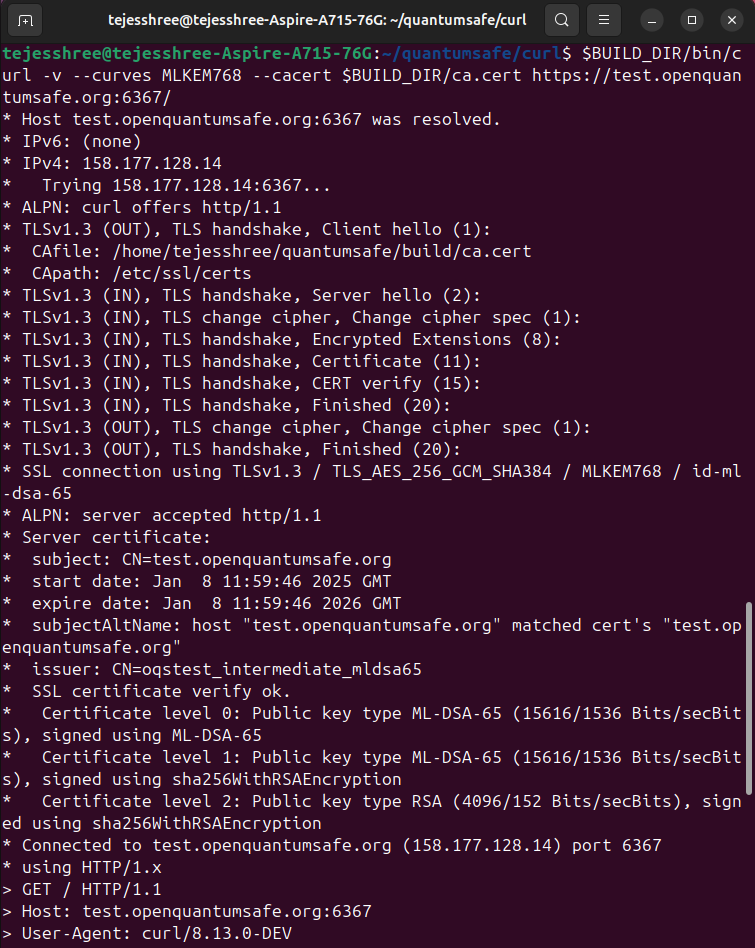 tejesshree@tejesshree-Aspire-A715-76G: ~/quantumsafe/curl
tejesshree@tejesshree-Aspire-A715-76G:~/quantumsafe/curl$ $BUILD_DIR/bin/c
url -v --curves MLKEM768 --cacert $BUILD_DIR/ca.cert https://test.openquan
tumsafe.org:6367/
* Host test.openquantumsafe.org:6367 was resolved.
* IPv6: (none)
* IPv4: 158.177.128.14
*   Trying 158.177.128.14:6367...
* ALPN: curl offers http/1.1
* TLSv1.3 (OUT), TLS handshake, Client hello (1):
*  CAfile: /home/tejesshree/quantumsafe/build/ca.cert
*  CApath: /etc/ssl/certs
* TLSv1.3 (IN), TLS handshake, Server hello (2):
* TLSv1.3 (IN), TLS change cipher, Change cipher spec (1):
* TLSv1.3 (IN), TLS handshake, Encrypted Extensions (8):
* TLSv1.3 (IN), TLS handshake, Certificate (11):
* TLSv1.3 (IN), TLS handshake, CERT verify (15):
* TLSv1.3 (IN), TLS handshake, Finished (20):
* TLSv1.3 (OUT), TLS change cipher, Change cipher spec (1):
* TLSv1.3 (OUT), TLS handshake, Finished (20):
* SSL connection using TLSv1.3 / TLS_AES_256_GCM_SHA384 / MLKEM768 / id-ml
-dsa-65
* ALPN: server accepted http/1.1
* Server certificate:
*  subject: CN=test.openquantumsafe.org
*  start date: Jan  8 11:59:46 2025 GMT
*  expire date: Jan  8 11:59:46 2026 GMT
*  subjectAltName: host "test.openquantumsafe.org" matched cert's "test.op
enquantumsafe.org"
*  issuer: CN=oqstest_intermediate_mldsa65
*  SSL certificate verify ok.
*   Certificate level 0: Public key type ML-DSA-65 (15616/1536 Bits/secBit
s), signed using ML-DSA-65
*   Certificate level 1: Public key type ML-DSA-65 (15616/1536 Bits/secBit
s), signed using sha256WithRSAEncryption
*   Certificate level 2: Public key type RSA (4096/152 Bits/secBits), sign
ed using sha256WithRSAEncryption
* Connected to test.openquantumsafe.org (158.177.128.14) port 6367
* using HTTP/1.x
> GET / HTTP/1.1
> Host: test.openquantumsafe.org:6367
> User-Agent: curl/8.13.0-DEV